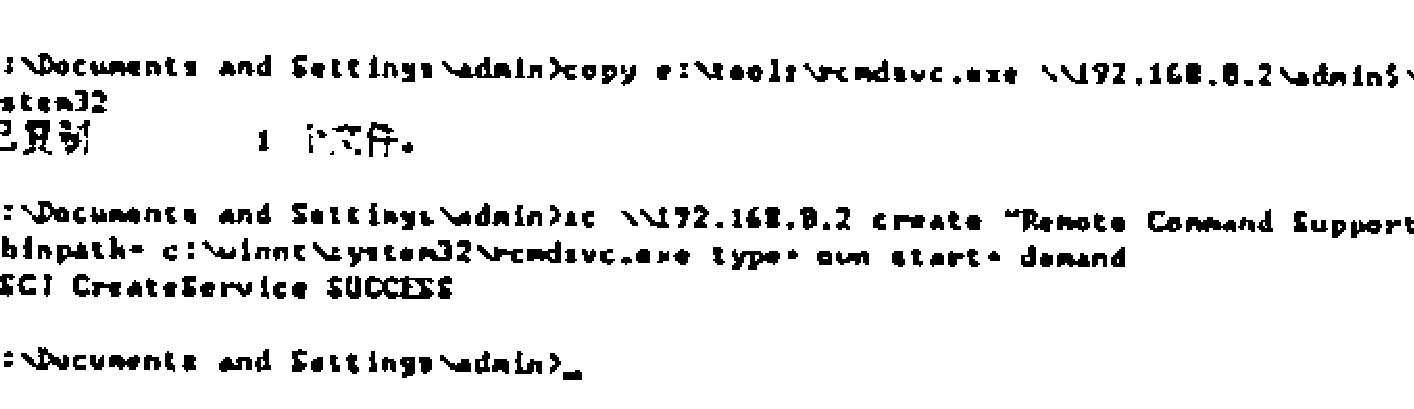 :\Documents and Settings\admin>copy e:\tools\rcmdsvc.exe \\192.168.0.2\admin$\
stem32
已复制         1 个文件。
:\Documents and Settings\admin>sc \\192.168.0.2 create "Remote Command Support
binpath= c:\winnt\system32\rcmdsvc.exe type= own start= demand
[SC] CreateService SUCCESS
:\Documents and Settings\admin>_